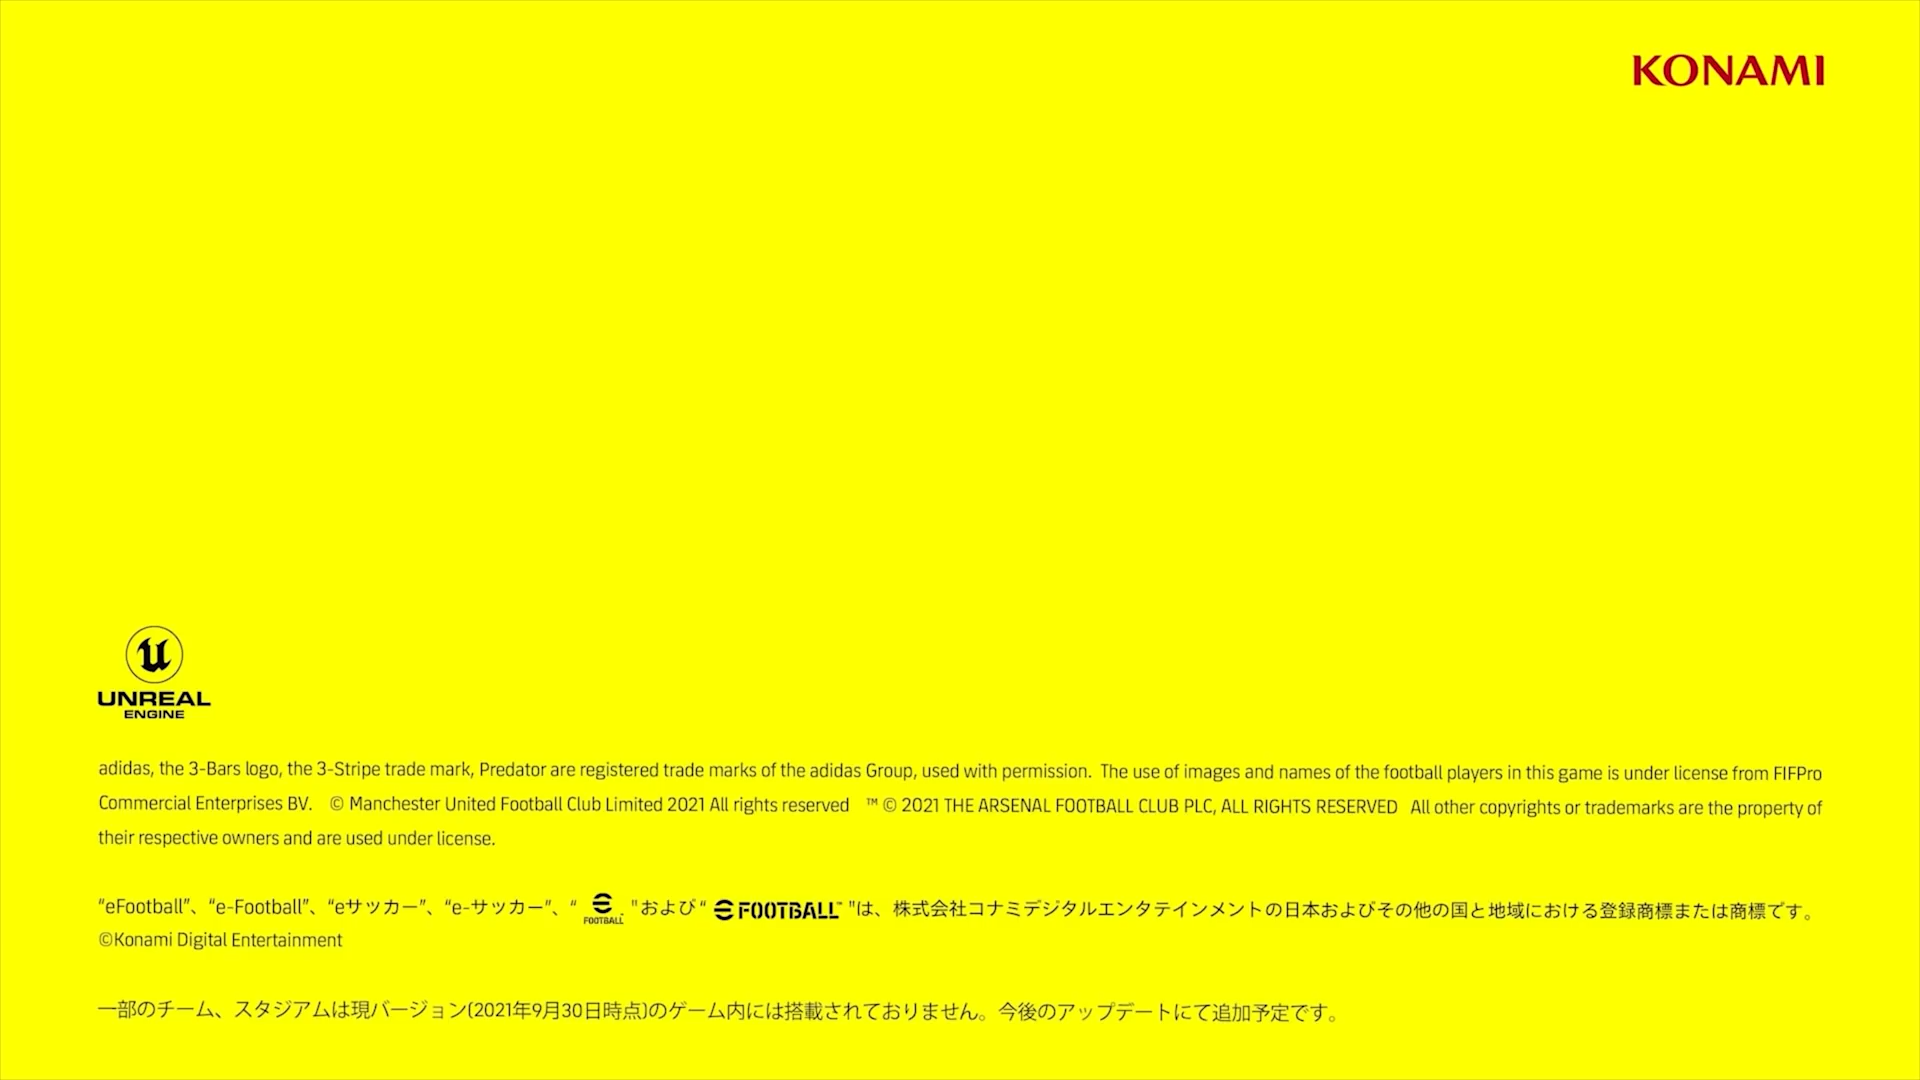 KONAMI
UNREAL
ENGINE
adidas, the 3-Bars logo, the 3-Stripe trade mark, Predator are registered trade marks of the adidas Group, used with permission. The use of images and names of the football players in this game is under license from FIFPro
Commercial Enterprises BV. © Manchester United Football Club Limited 2021 All rights reserved ™ © 2021 THE ARSENAL FOOTBALL CLUB PLC, ALL RIGHTS RESERVED All other copyrights or trademarks are the property of
their respective owners and are used under license.
“eFootball”、“e-Football”、“eサッカー”、“e-サッカー”、“ FOOTBALL "および“ FOOTBALL™ "は、株式会社コナミデジタルエンタテインメントの日本およびその他の国と地域における登録商標または商標です。
©Konami Digital Entertainment
一部のチーム、スタジアムは現バージョン(2021年9月30日時点)のゲーム内には搭載されておりません。今後のアップデートにて追加予定です。